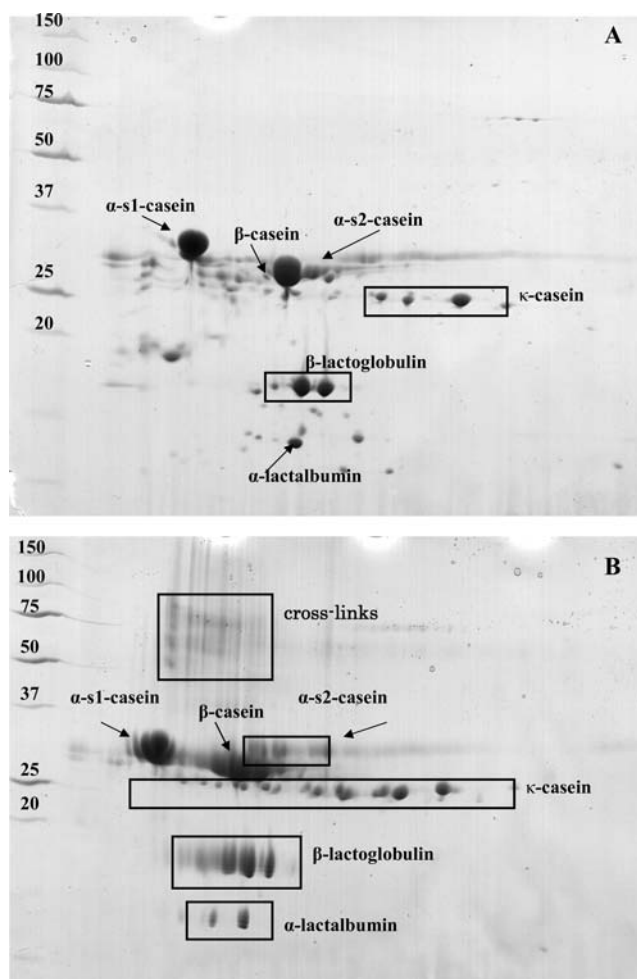 150
A
100
75
50
37
α-s1-casein
α-s2-casein
β-casein
25
κ-casein
20
β-lactoglobulin
α-lactalbumin
150
B
100
75
cross-links
50
37
α-s1-casein
α-s2-casein
β-casein
25
κ-casein
20
β-lactoglobulin
α-lactalbumin